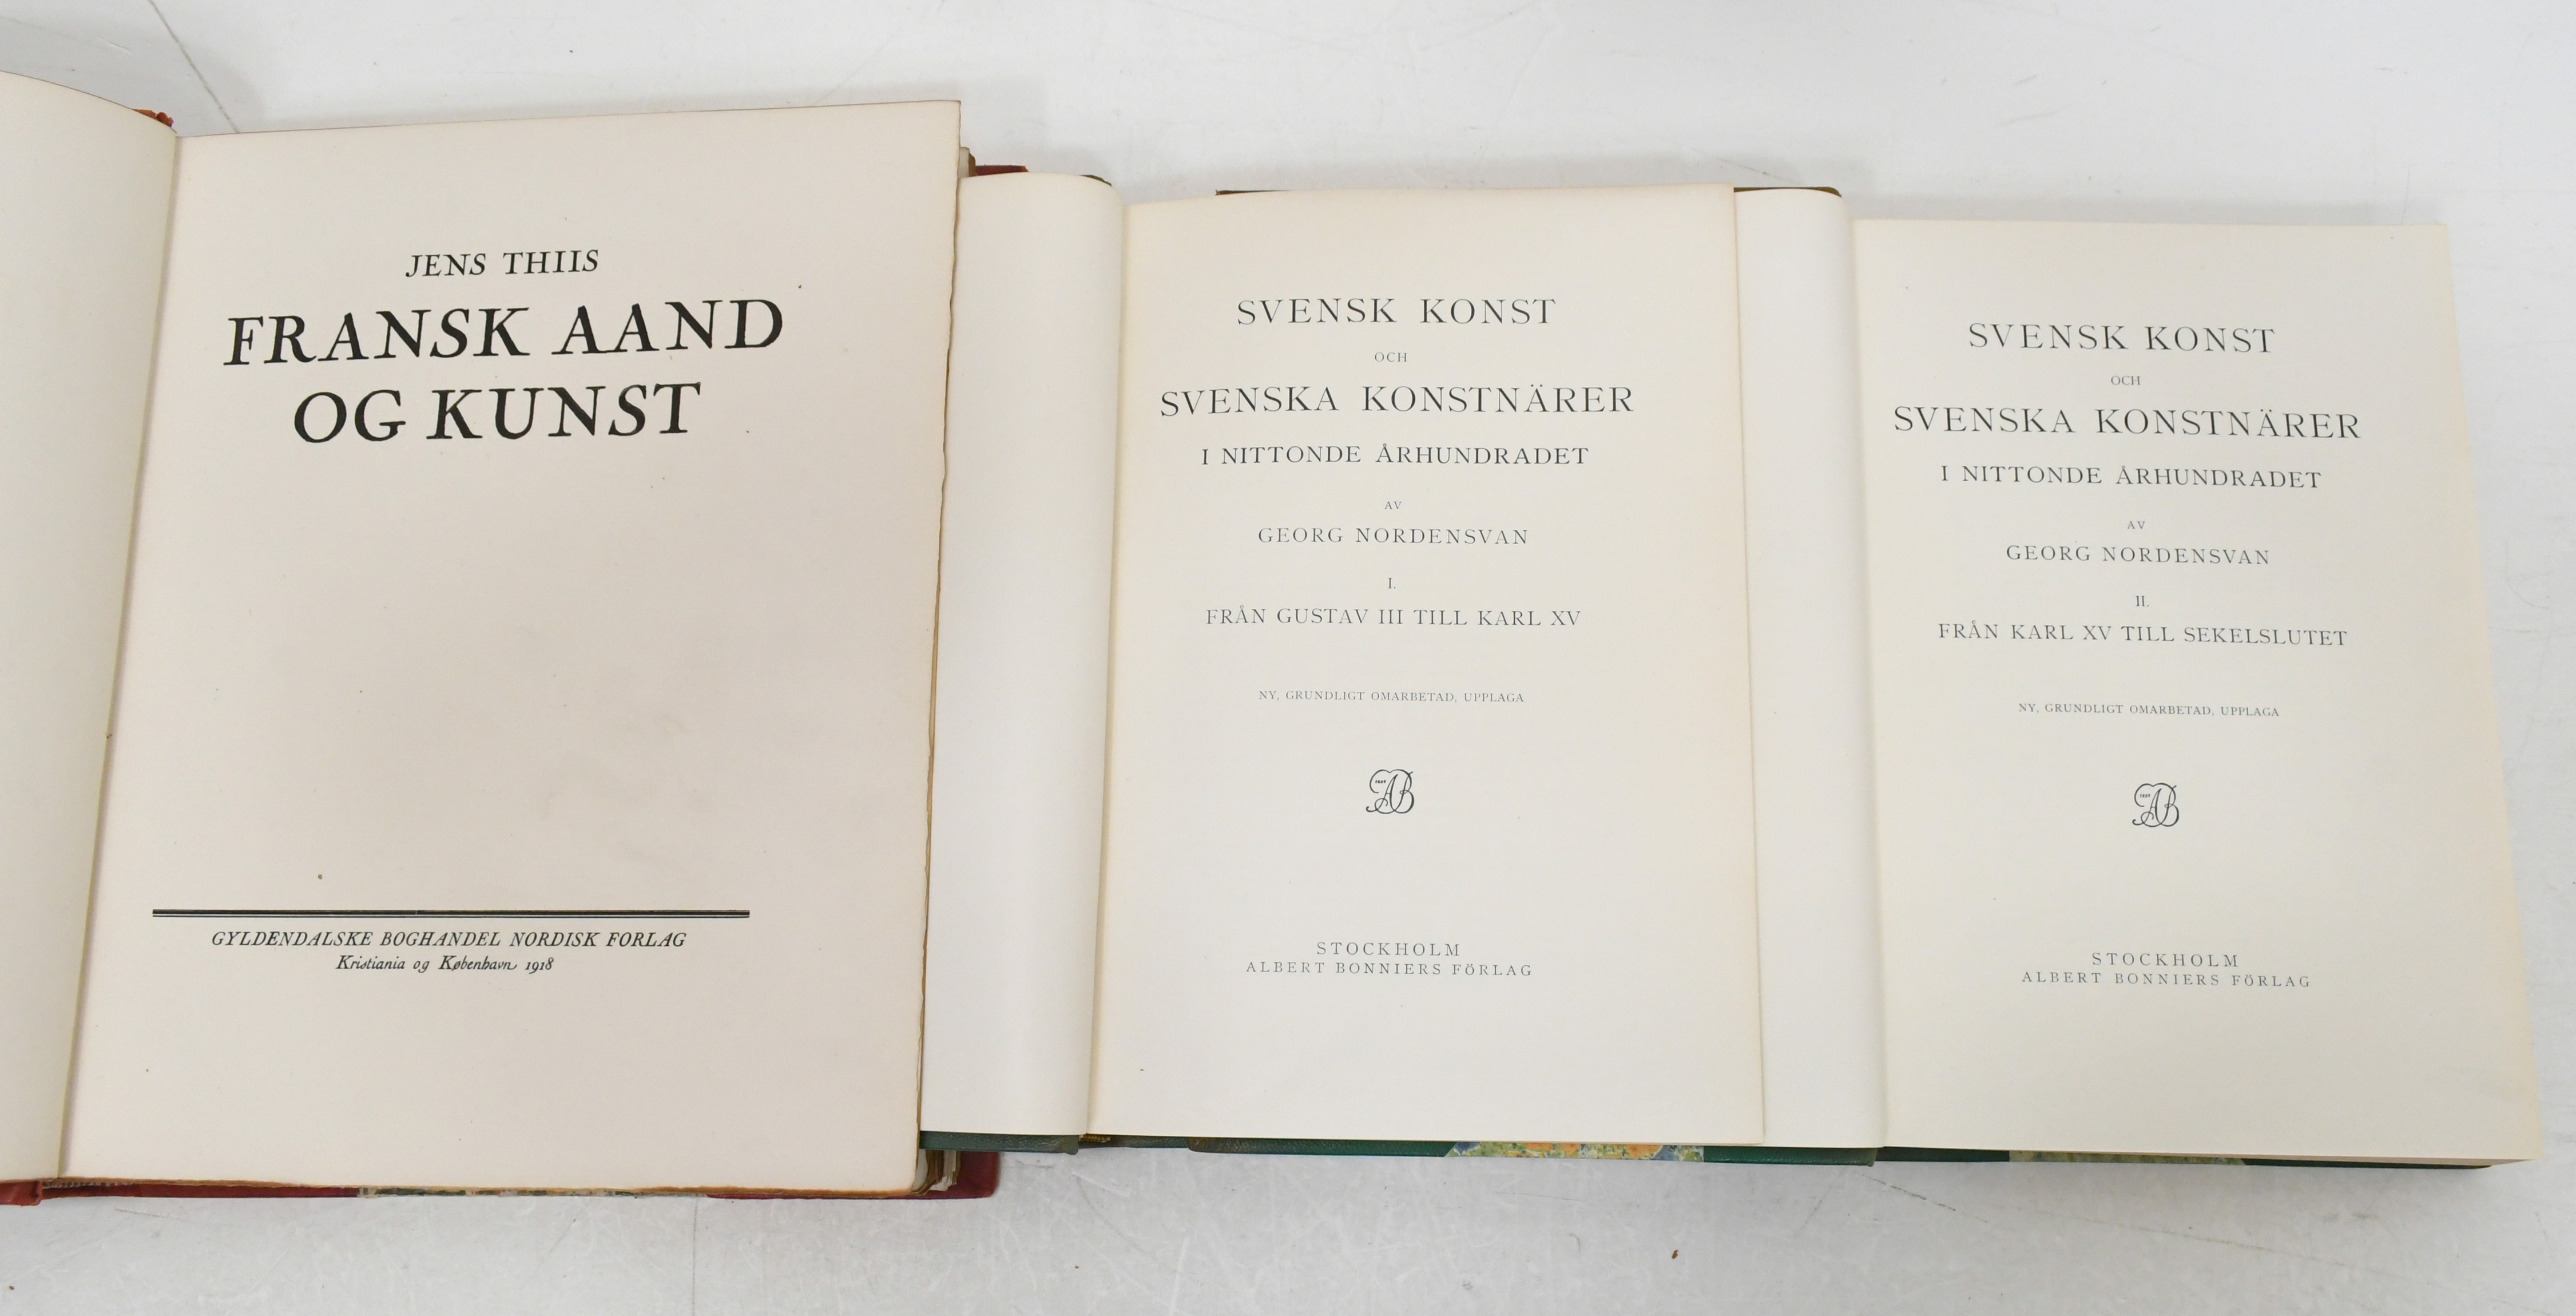 JENS THIIS
FRANSK AAND
OG KUNST
GYLDENDALSKE BOGHANDEL NORDISK FORLAG
Kristiania og København 1918
SVENSK KONST
OCH
SVENSKA KONSTNÄRER
I NITTONDE ÅRHUNDRADET
AV
GEORG NORDENSVAN
I.
FRÅN GUSTAV III TILL KARL XV
NY, GRUNDLIGT OMARBETAD, UPPLAGA
AB
STOCKHOLM
ALBERT BONNIERS FÖRLAG
SVENSK KONST
OCH
SVENSKA KONSTNÄRER
I NITTONDE ÅRHUNDRADET
AV
GEORG NORDENSVAN
II.
FRÅN KARL XV TILL SEKELSLUTET
NY, GRUNDLIGT OMARBETAD, UPPLAGA
AB
STOCKHOLM
ALBERT BONNIERS FÖRLAG